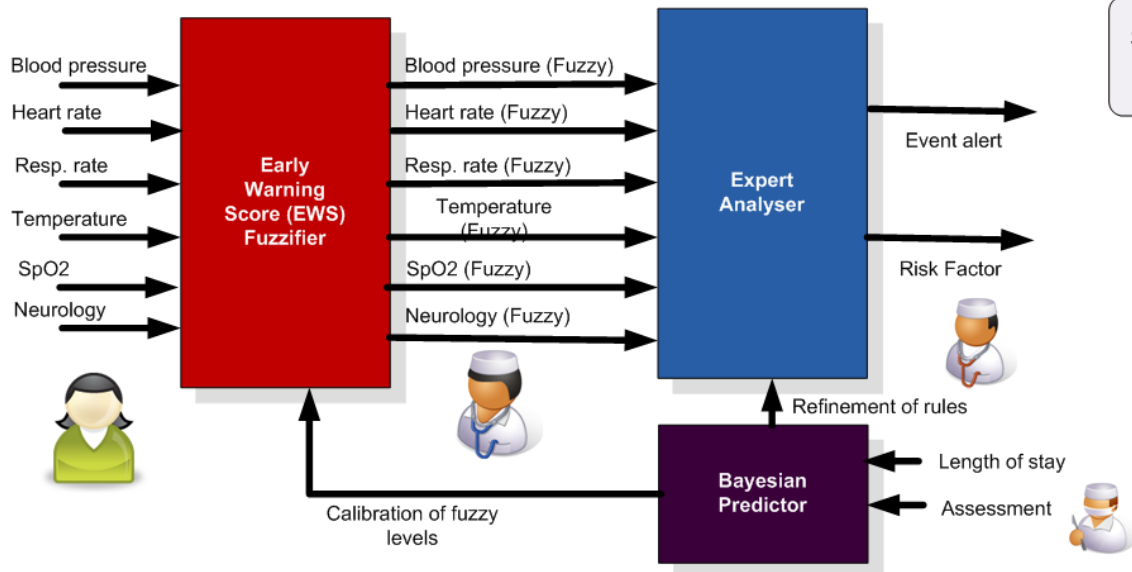 Blood pressure
Heart rate
Resp. rate
Temperature
SpO2
Neurology
Early
Warning
Score (EWS)
Fuzzifier
Blood pressure (Fuzzy)
Heart rate (Fuzzy)
Resp. rate (Fuzzy)
Temperature
(Fuzzy)
SpO2 (Fuzzy)
Neurology (Fuzzy)
Expert
Analyser
Event alert
Risk Factor
Refinement of rules
Bayesian
Predictor
Length of stay
Assessment
Calibration of fuzzy
levels